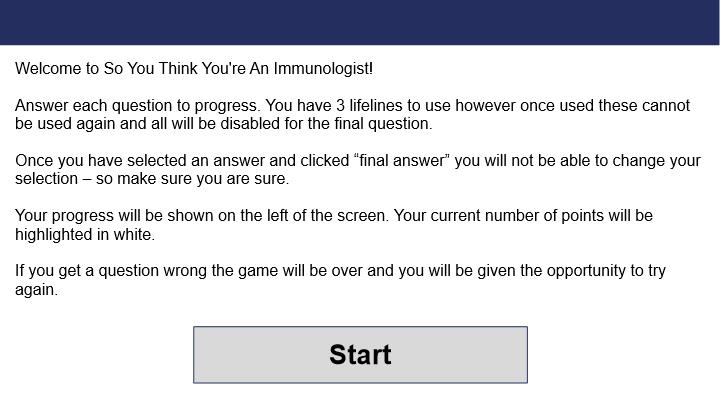 Welcome to So You Think You're An Immunologist!
Answer each question to progress. You have 3 lifelines to use however once used these cannot
be used again and all will be disabled for the final question.
Once you have selected an answer and clicked “final answer” you will not be able to change your
selection – so make sure you are sure.
Your progress will be shown on the left of the screen. Your current number of points will be
highlighted in white.
If you get a question wrong the game will be over and you will be given the opportunity to try
again.
Start